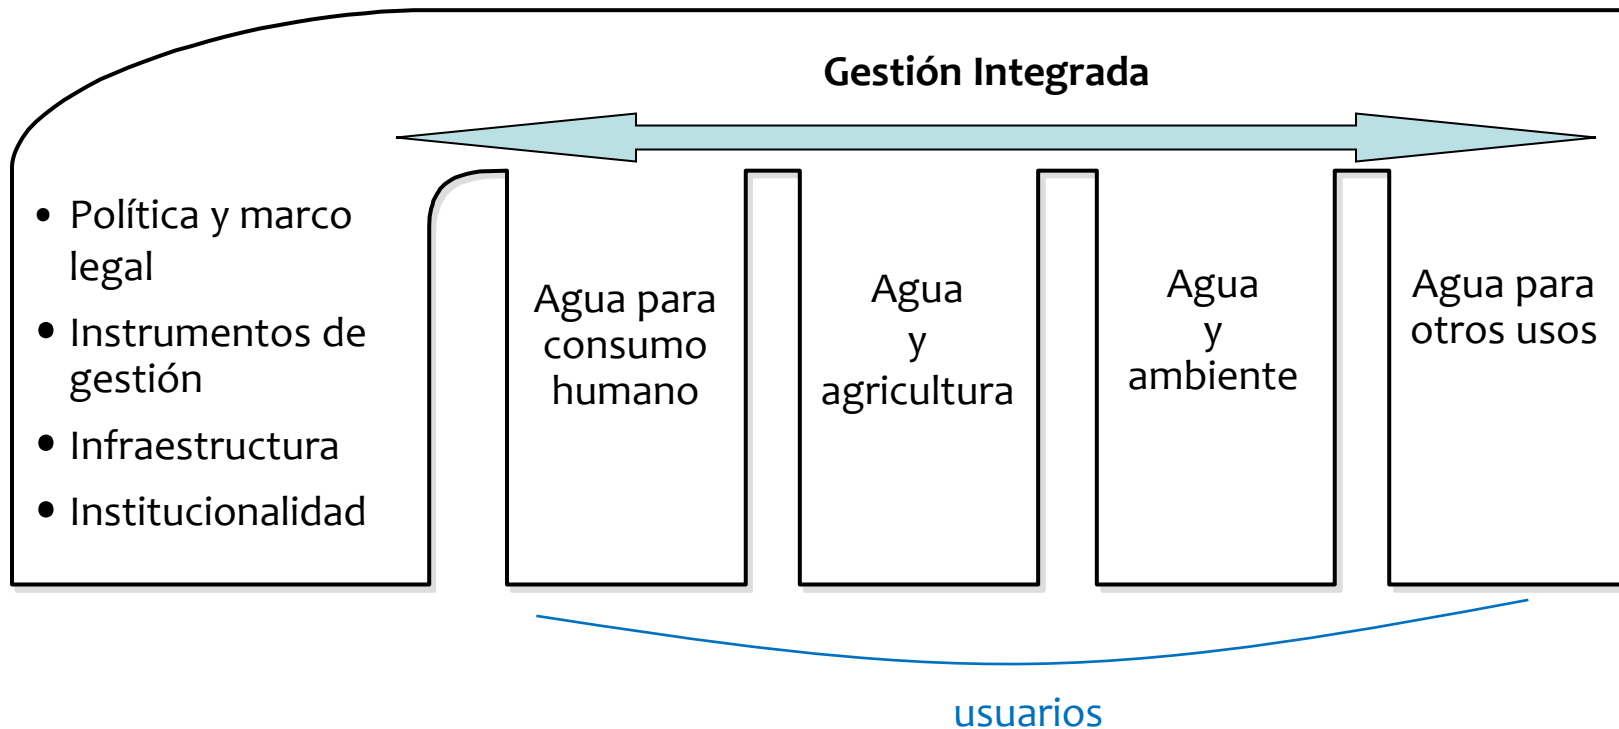 Gestión Integrada
• Política y marco
legal
• Instrumentos de
gestión
• Infraestructura
• Institucionalidad
Agua para
consumo
humano
Agua
y
agricultura
Agua
y
ambiente
Agua para
otros usos
usuarios